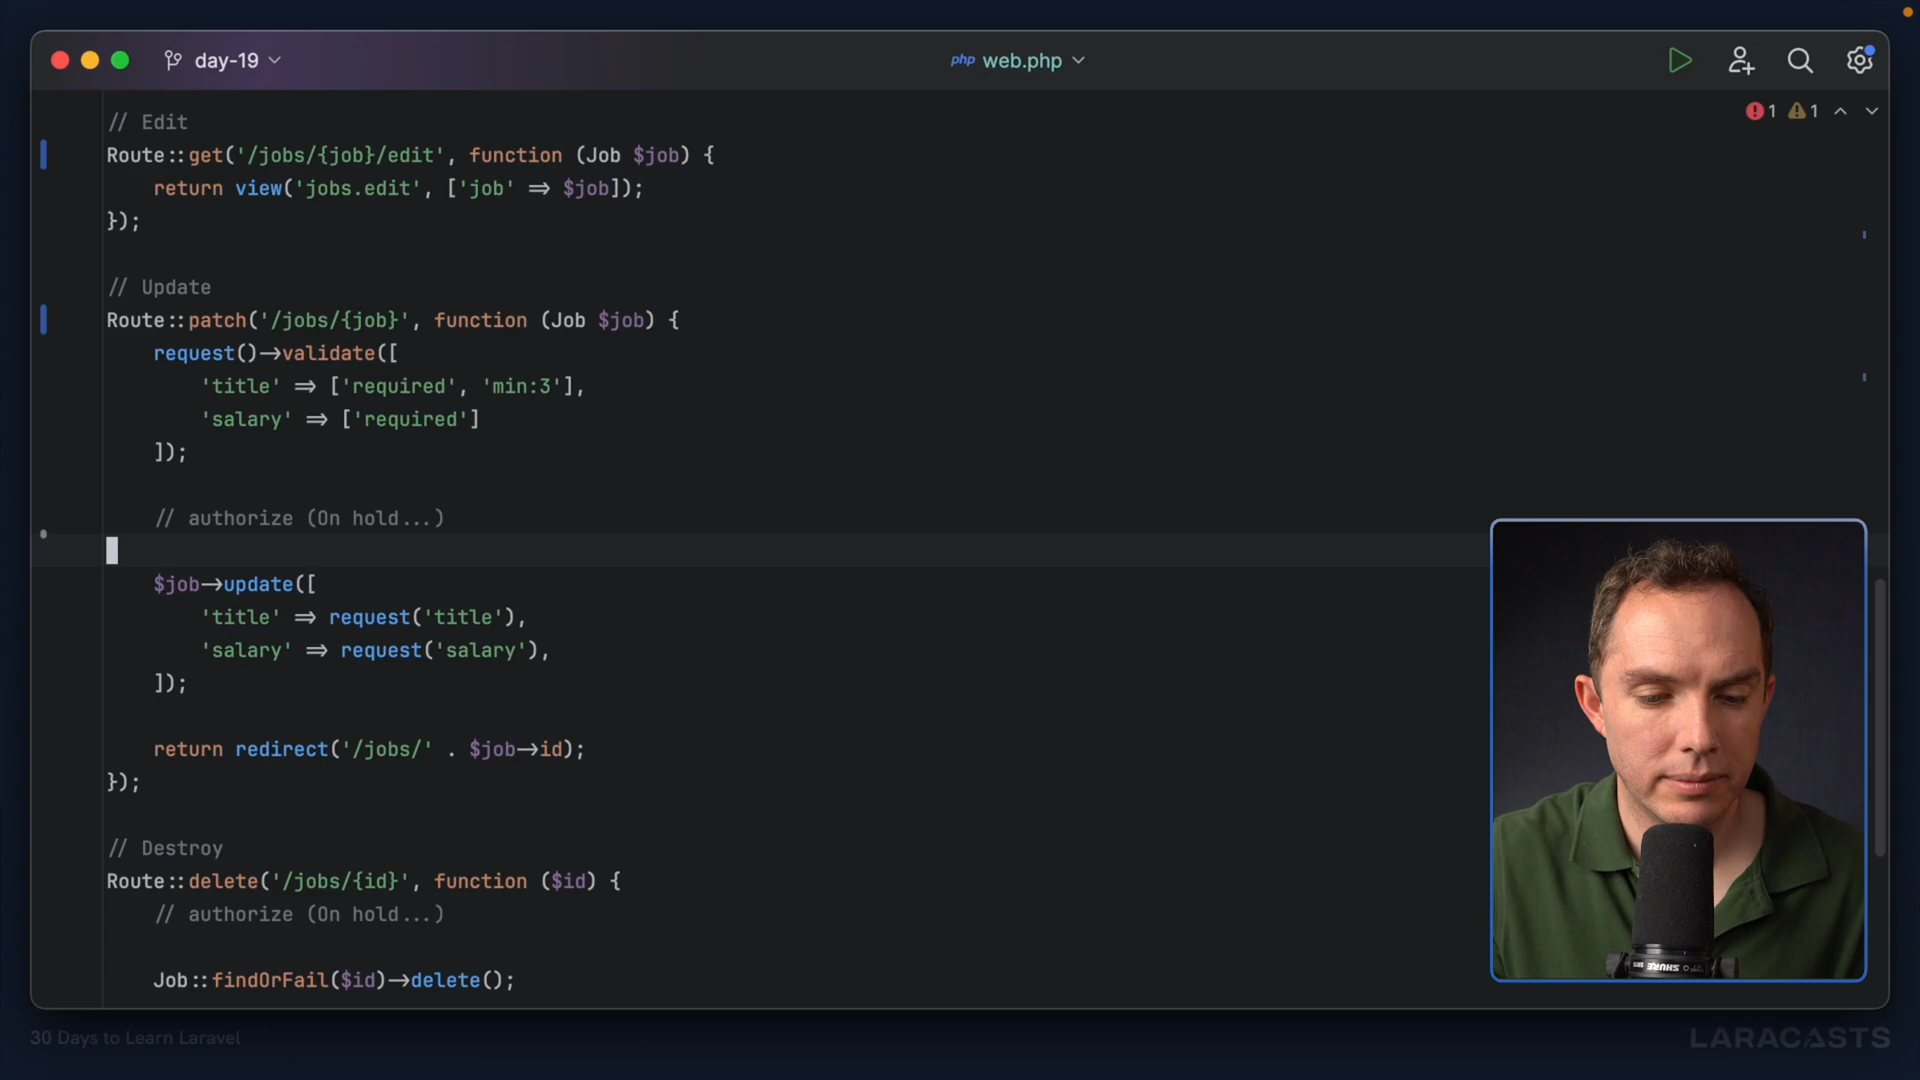 day-19
php web.php
1 1
// Edit
Route::get('/jobs/{job}/edit', function (Job $job) {
return view('jobs.edit', ['job' => $job]);
});
// Update
Route::patch('/jobs/{job}', function (Job $job) {
request()->validate([
'title' => ['required', 'min:3'],
'salary' => ['required']
]);
// authorize (On hold...)
$job->update([
'title' => request('title'),
'salary' => request('salary'),
]);
return redirect('/jobs/' . $job->id);
});
// Destroy
Route::delete('/jobs/{id}', function ($id) {
// authorize (On hold...)
Job::findOrFail($id)->delete();
SHURE
30 Days to Learn Laravel
LARACASTS